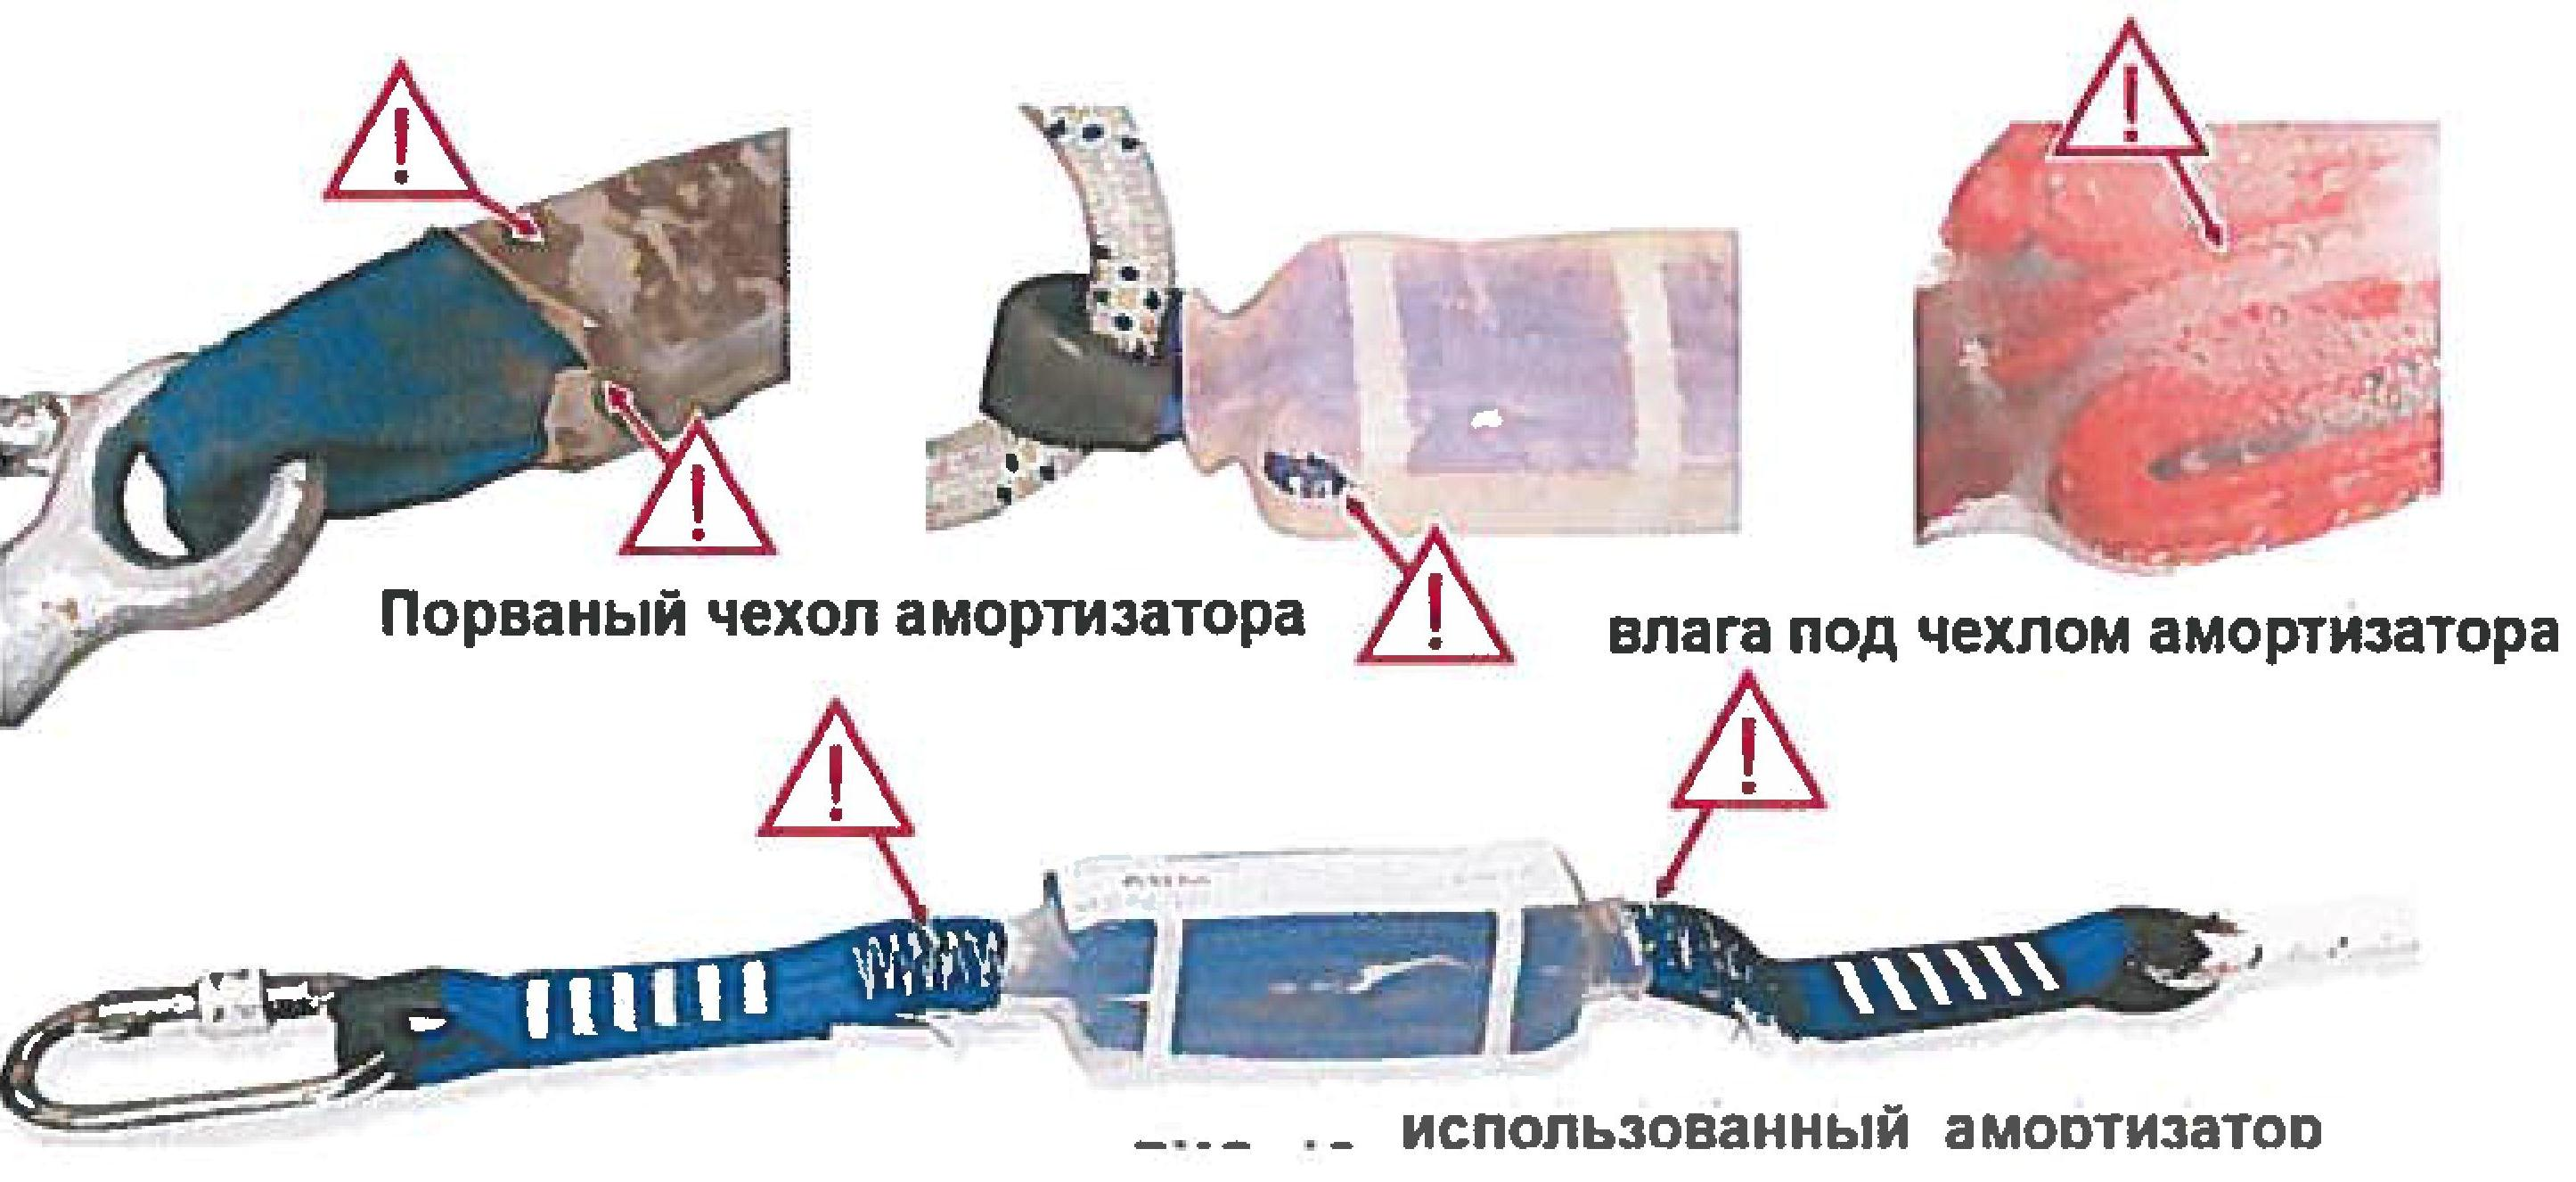 Порваный чехол амортизатора
влага под чехлом амортизатора
использованный амортизатор